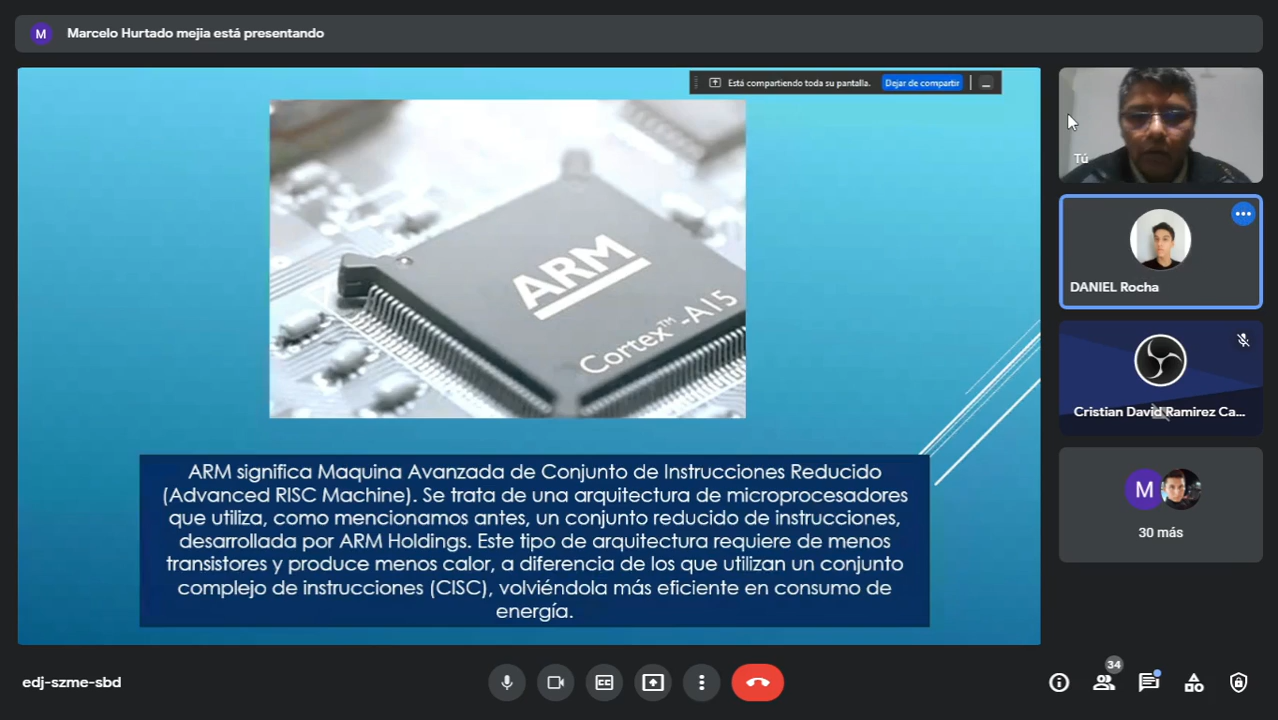 M
Marcelo Hurtado mejia está presentando
Está compartiendo toda su pantalla.
Dejar de compartir
ARM
Cortex™-A15
ARM significa Maquina Avanzada de Conjunto de Instrucciones Reducido
(Advanced RISC Machine). Se trata de una arquitectura de microprocesadores
que utiliza, como mencionamos antes, un conjunto reducido de instrucciones,
desarrollada por ARM Holdings. Este tipo de arquitectura requiere de menos
transistores y produce menos calor, a diferencia de los que utilizan un conjunto
complejo de instrucciones (CISC), volviéndola más eficiente en consumo de
energía.
Tú
DANIEL Rocha
Cristian David Ramirez Ca...
M
30 más
edj-szme-sbd
CC
34